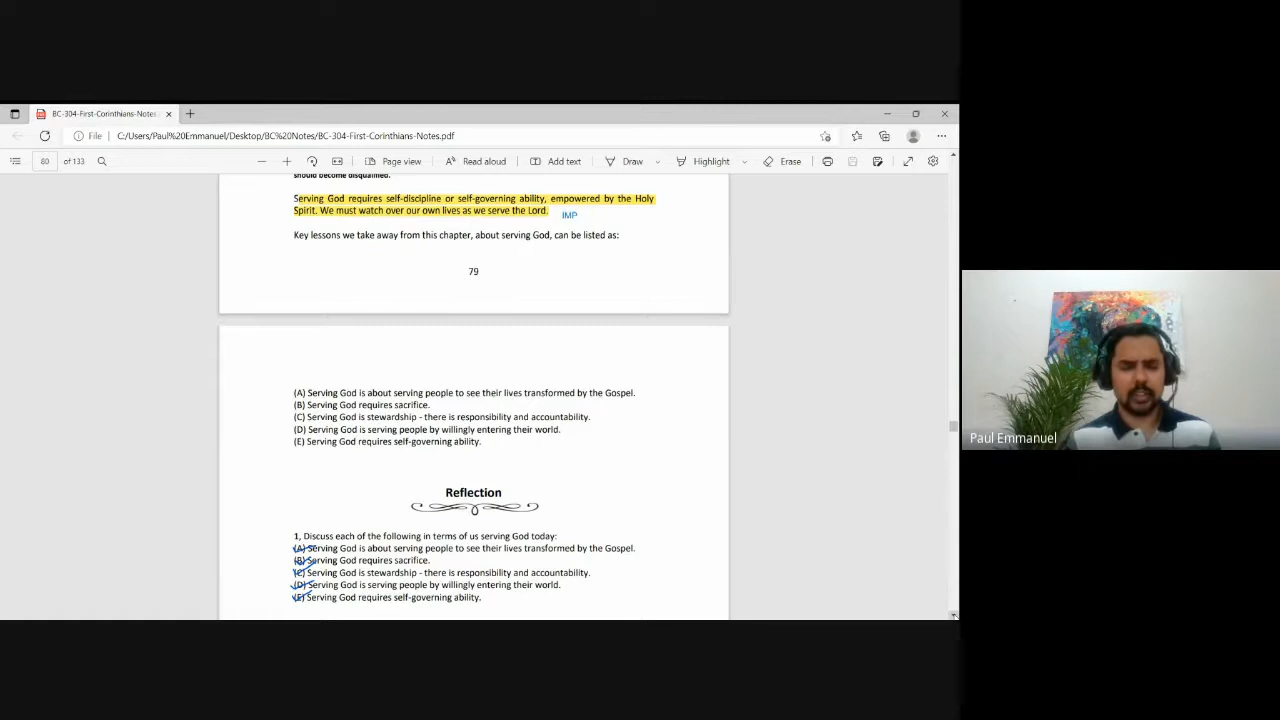 BC-304-First-Corinthians-Notes
File
C:/Users/Paul%20Emmanuel/Desktop/BC%20Notes/BC-304-First-Corinthians-Notes.pdf
80 of 133
Page view
Read aloud
Add text
Draw
Highlight
Erase
should become disqualified.
Serving God requires self-discipline or self-governing ability, empowered by the Holy
Spirit. We must watch over our own lives as we serve the Lord. IMP
Key lessons we take away from this chapter, about serving God, can be listed as:
79
(A) Serving God is about serving people to see their lives transformed by the Gospel.
(B) Serving God requires sacrifice.
(C) Serving God is stewardship - there is responsibility and accountability.
(D) Serving God is serving people by willingly entering their world.
(E) Serving God requires self-governing ability.
Reflection
1, Discuss each of the following in terms of us serving God today:
(A) Serving God is about serving people to see their lives transformed by the Gospel.
(B) Serving God requires sacrifice.
(C) Serving God is stewardship - there is responsibility and accountability.
(D) Serving God is serving people by willingly entering their world.
(E) Serving God requires self-governing ability.
Paul Emmanuel